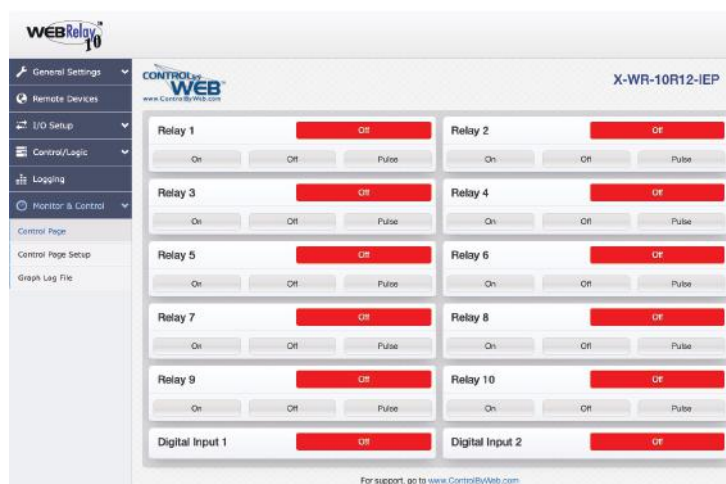 WEBRelay
10
General Settings
Remote Devices
I/O Setup
Control/Logic
Logging
Monitor & Control
Control Page
Control Page Setup
Graph Log File
CONTROL BY
WEB
www.ControlByWeb.com
X-WR-10R12-IEP
Relay 1 Off
On Off Pulse
Relay 2 Off
On Off Pulse
Relay 3 Off
On Off Pulse
Relay 4 Off
On Off Pulse
Relay 5 Off
On Off Pulse
Relay 6 Off
On Off Pulse
Relay 7 Off
On Off Pulse
Relay 8 Off
On Off Pulse
Relay 9 Off
On Off Pulse
Relay 10 Off
On Off Pulse
Digital Input 1 Off
Digital Input 2 Off
For support, go to www.ControlByWeb.com